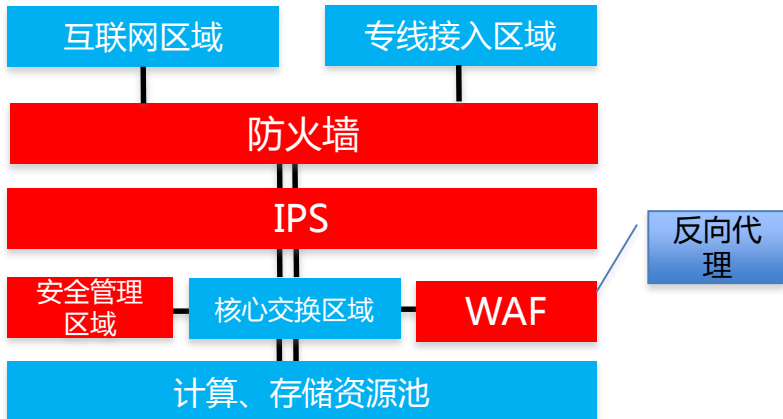 互联网区域
专线接入区域
防火墙
IPS
反向代
理
安全管理
区域
核心交换区域
WAF
计算、存储资源池